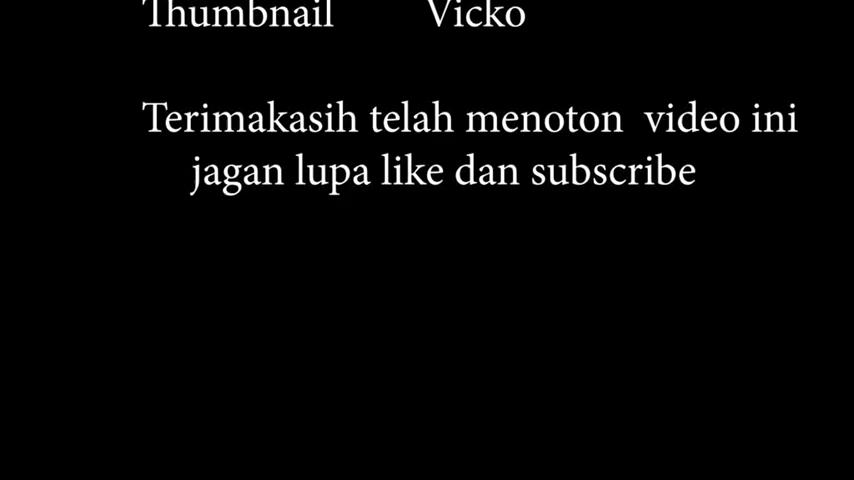 Thumbnail Vicko
Terimakasih telah menoton video ini
jagan lupa like dan subscribe